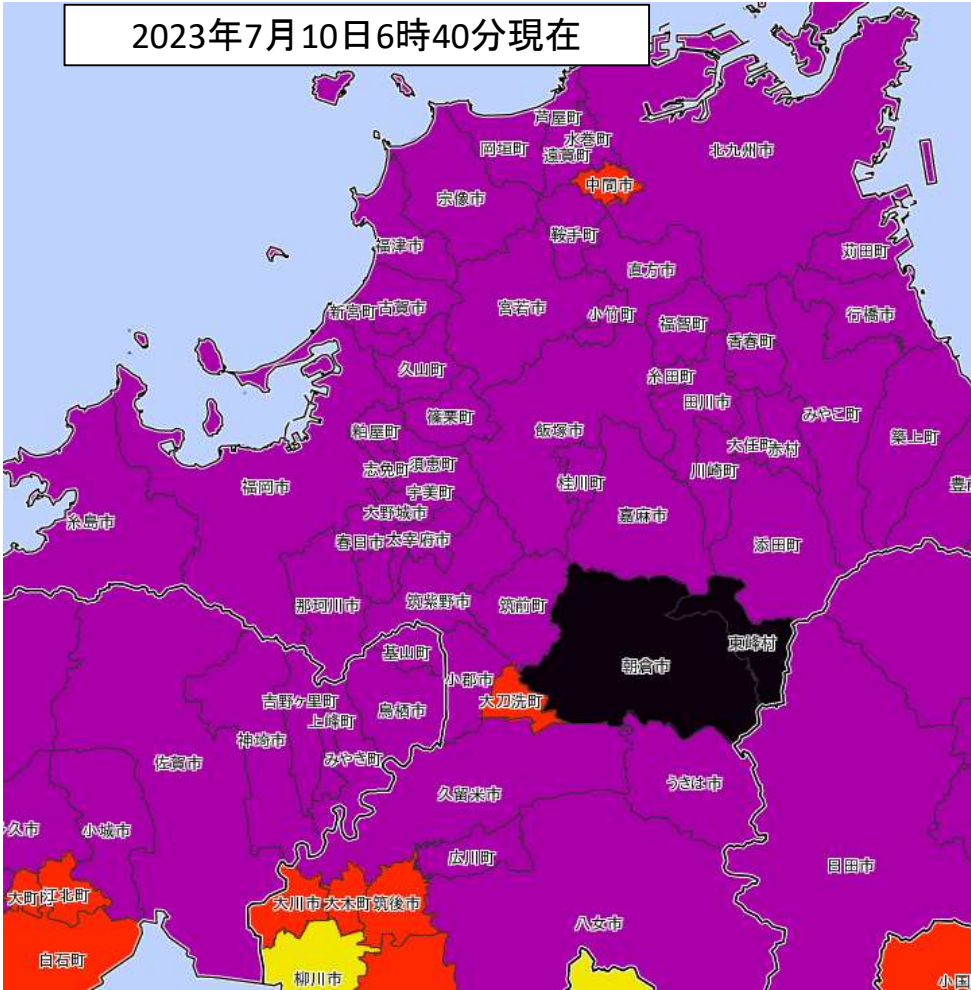 2023年7月10日6時40分現在
芦屋町
水巻町
岡垣町
遠賀町
北九州市
中間市
宗像市
鞍手町
福津市
苅田町
直方市
新宮町
古賀市
宮若市
小竹町
福智町
行橋市
香春町
久山町
糸田町
田川市
篠栗町
みやこ町
粕屋町
飯塚市
築上町
大任町
赤村
志免町
須恵町
川崎町
福岡市
桂川町
豊前
宇美町
糸島市
大野城市
嘉麻市
春日市
太宰府市
添田町
那珂川市
筑紫野市
筑前町
東峰村
基山町
朝倉市
小郡市
吉野ヶ里町
大刀洗町
鳥栖市
上峰町
神埼市
みやき町
佐賀市
うきは市
久留米市
久市
小城市
広川町
日田市
大町
江北町
大川市
大木町
筑後市
八女市
白石町
柳川市
小国